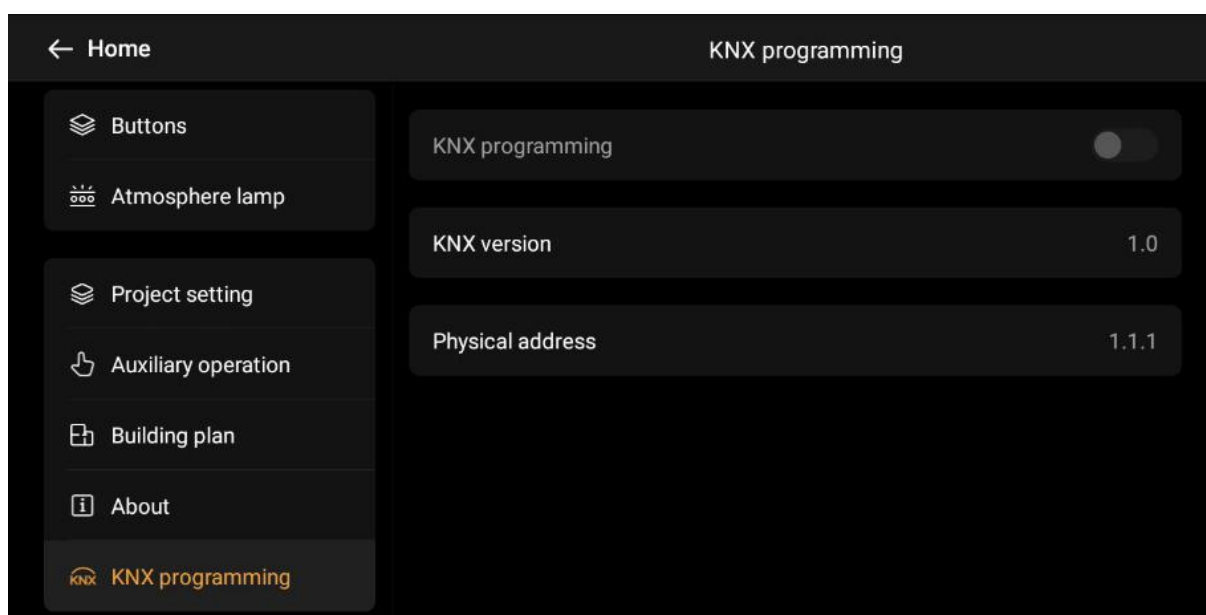 Home
KNX programming
Buttons
Atmosphere lamp
Project setting
Auxiliary operation
Building plan
About
KNX KNX programming
KNX programming
KNX version 1.0
Physical address 1.1.1